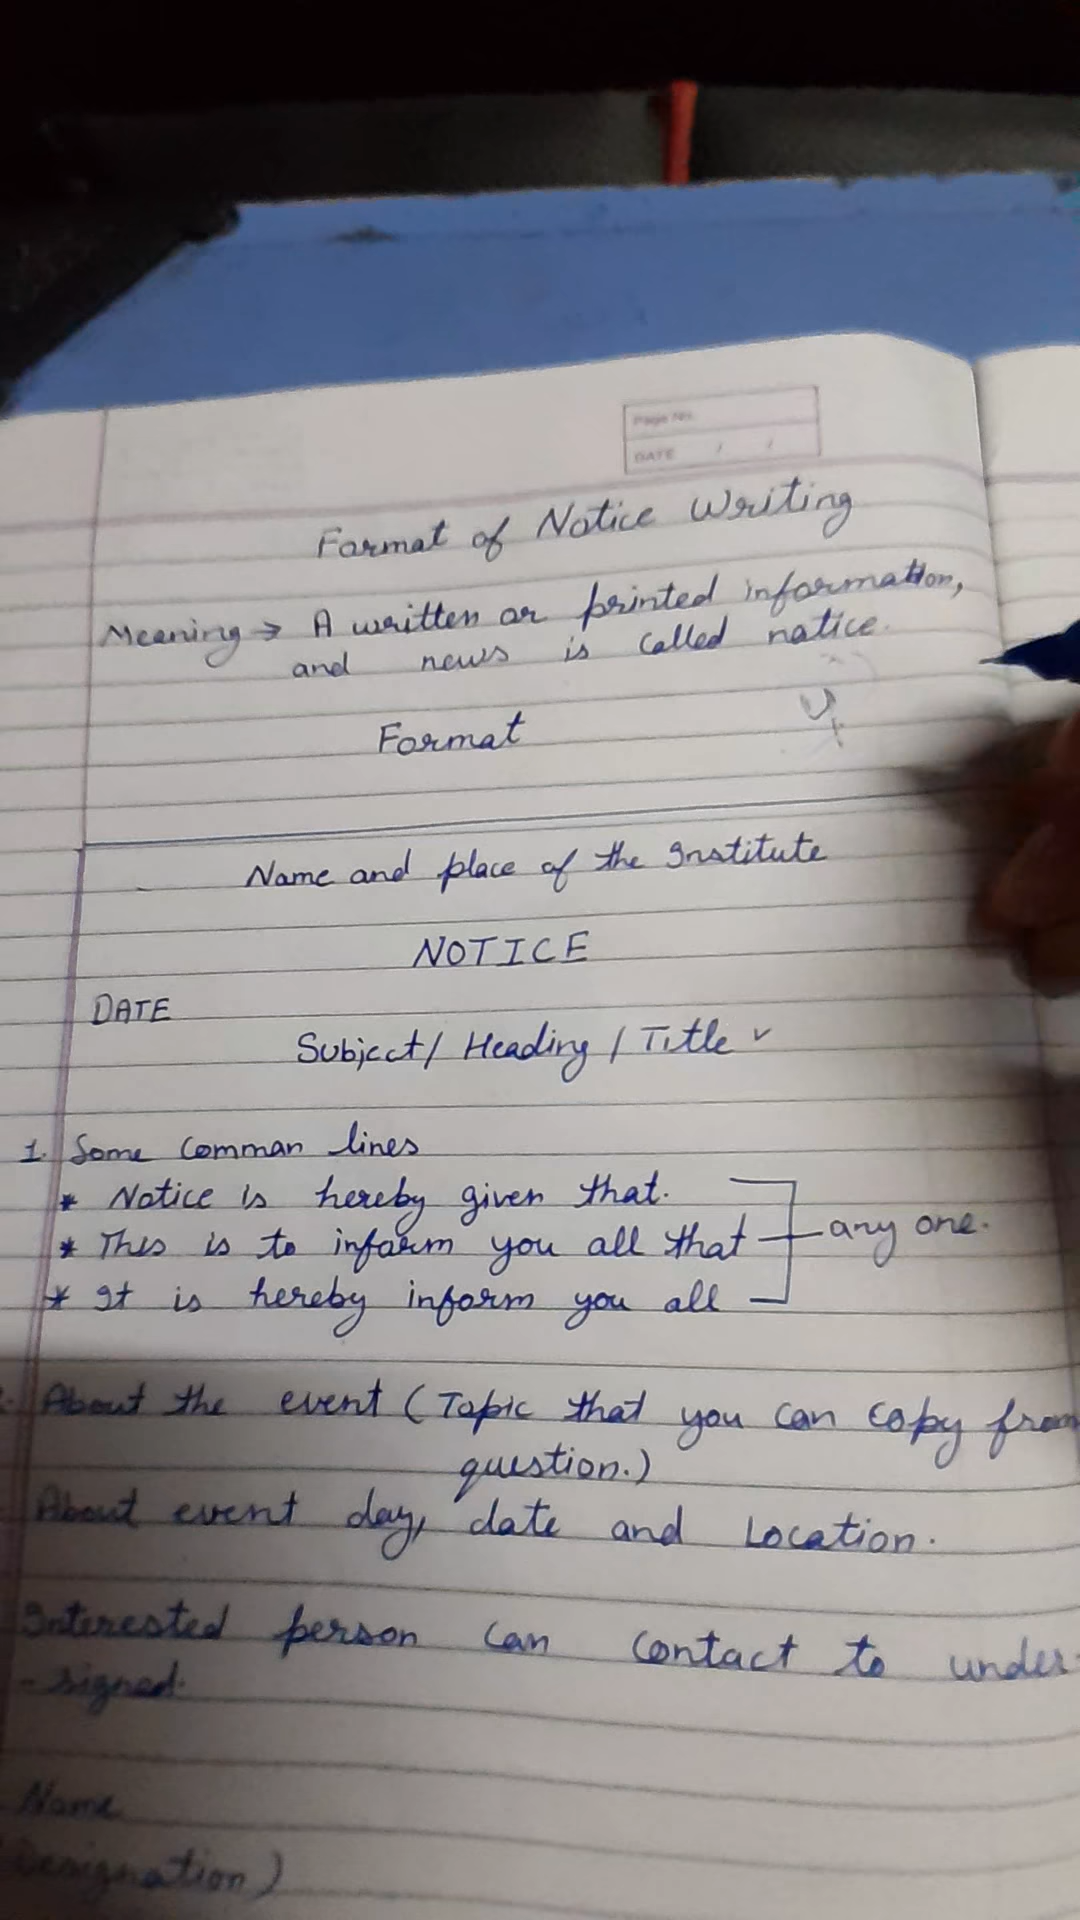 Page No.
DATE / /
Format of Notice Writing
Meaning → A written or printed information,
and news is called notice.
Format
Name and place of the Institute
NOTICE
DATE
Subject/ Heading / Title ✓
1. Some Comman lines
* Notice is hereby given that.
* This is to inform you all that any one.
* It is hereby inform you all
About the event ( Topic that you can copy from
question.)
About event day, date and Location.
Interested person can contact to under
- signed.
Name
Designation )